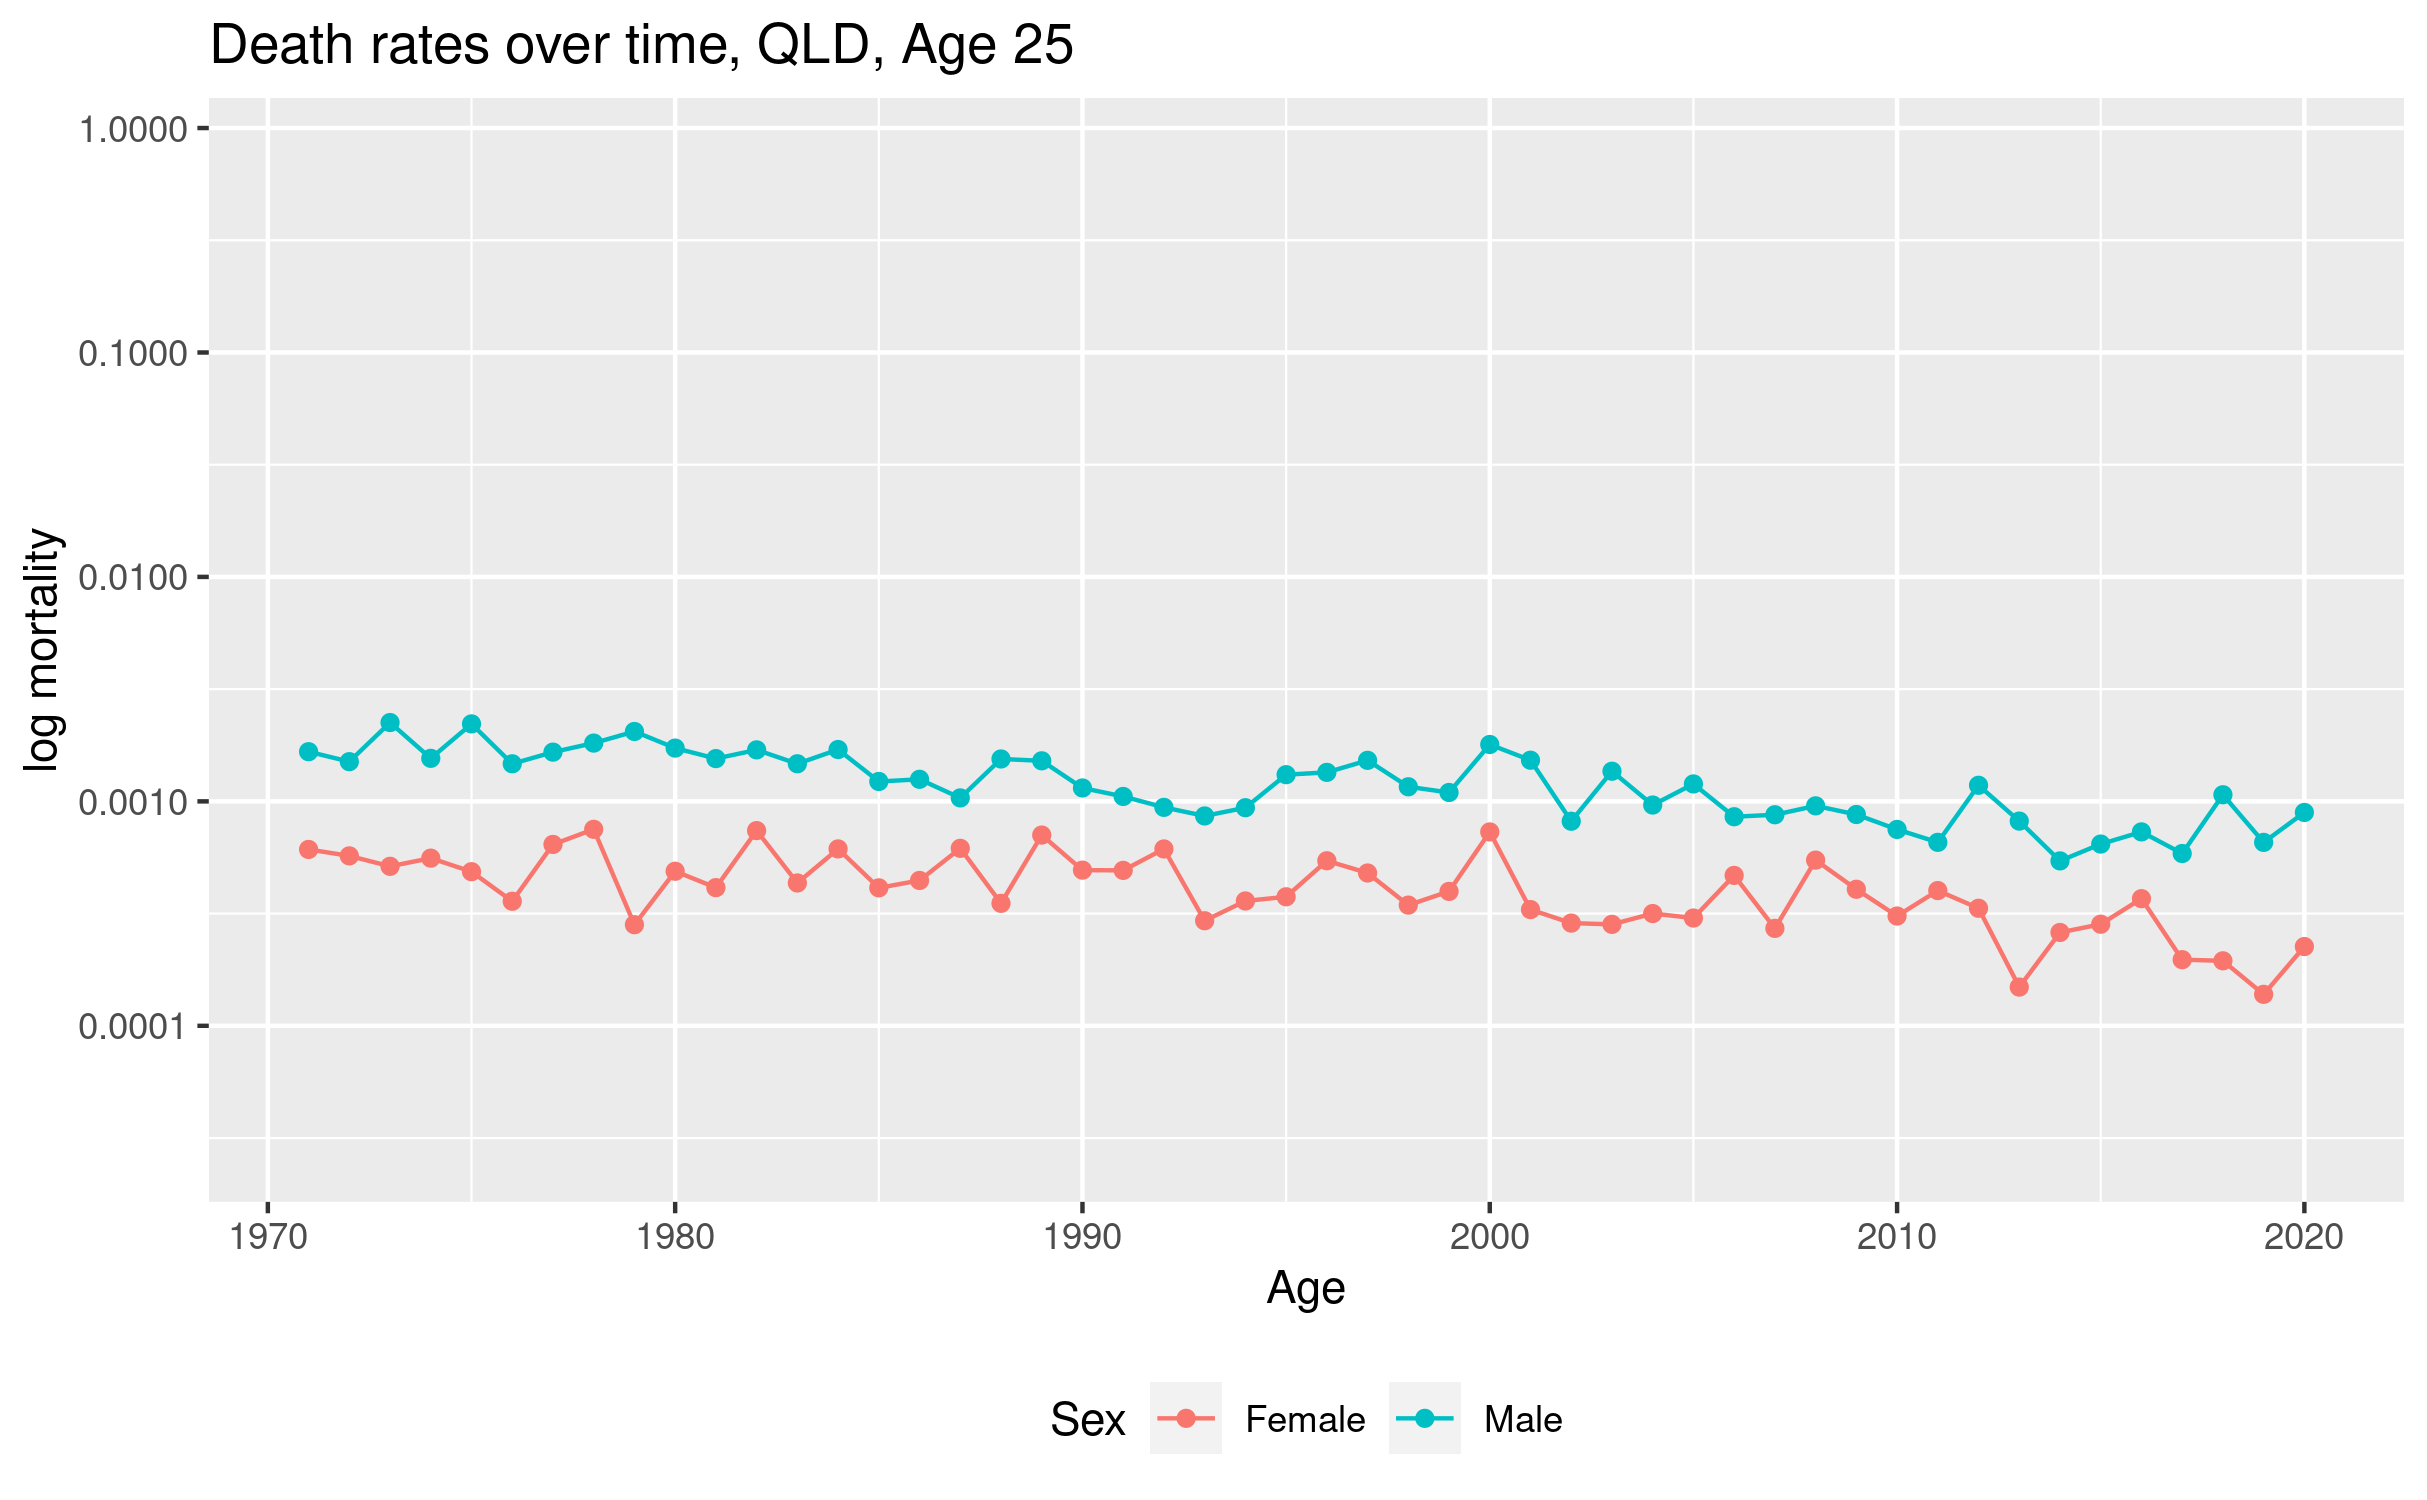 Death rates over time, QLD, Age 25
log mortality
1.0000
0.1000
0.0100
0.0010
0.0001
1970 1980 1990 2000 2010 2020
Age
Sex Female Male